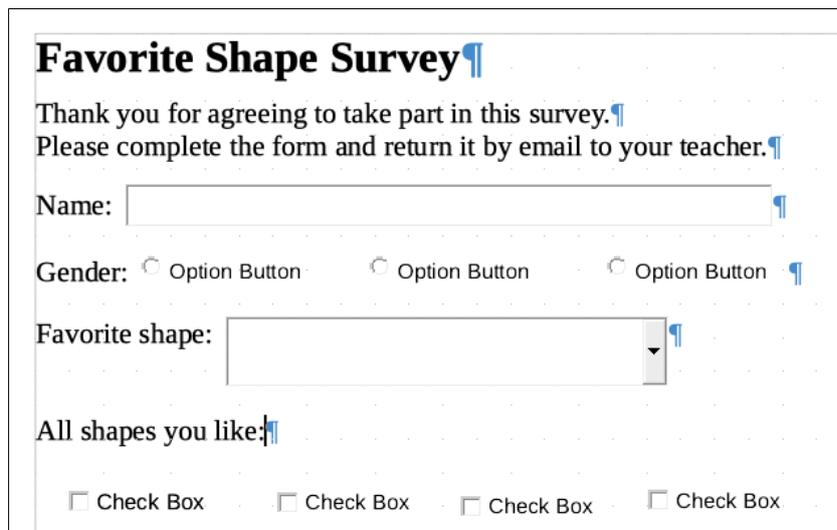 Favorite Shape Survey¶
Thank you for agreeing to take part in this survey.¶
Please complete the form and return it by email to your teacher.¶
Name: ¶
Gender: Option Button Option Button Option Button ¶
Favorite shape: ¶
All shapes you like:¶
Check Box Check Box Check Box Check Box